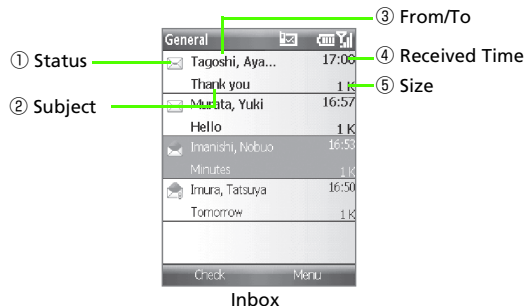 ③ From/To
General
① Status
Tagoshi, Aya... 17:00
④ Received Time
Thank you 1 K
⑤ Size
② Subject
Murata, Yuki 16:57
Hello 1 K
Imanishi, Nobuo 16:53
Minutes 1 K
Imura, Tatsuya 16:50
Tomorrow 1 K
Check Menu
Inbox